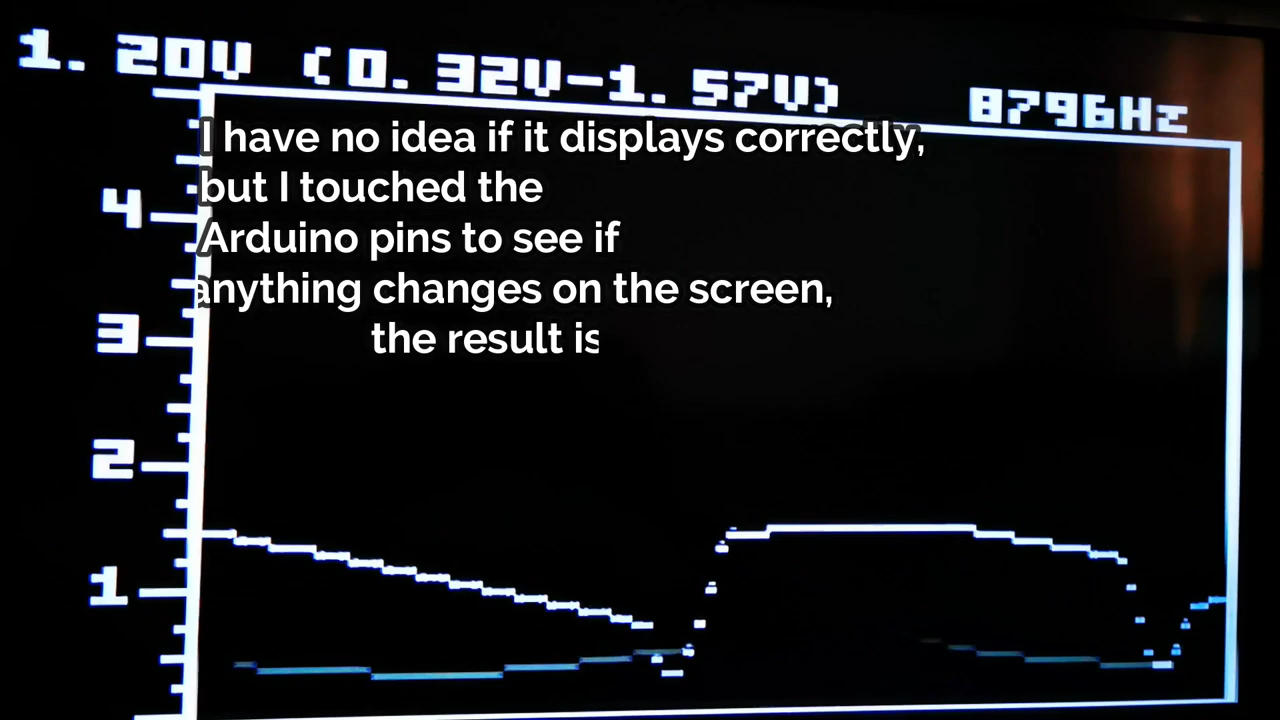 1.20V (0.32V-1.57V) 8796Hz
I have no idea if it displays correctly,
but I touched the
Arduino pins to see if
anything changes on the screen,
the result is
4
3
2
1